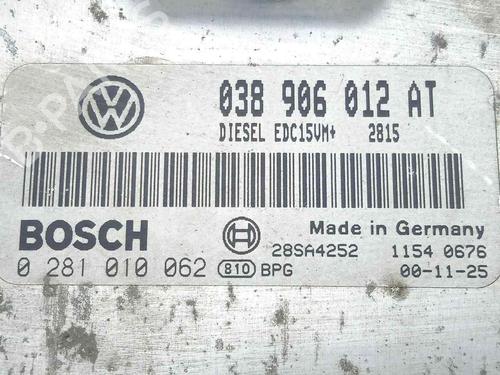 038 906 012 AT
DIESEL EDC15VM+ 2815
BOSCH
Made in Germany
28SA4252 1154 0676
0 281 010 062 810 BPG 00-11-25